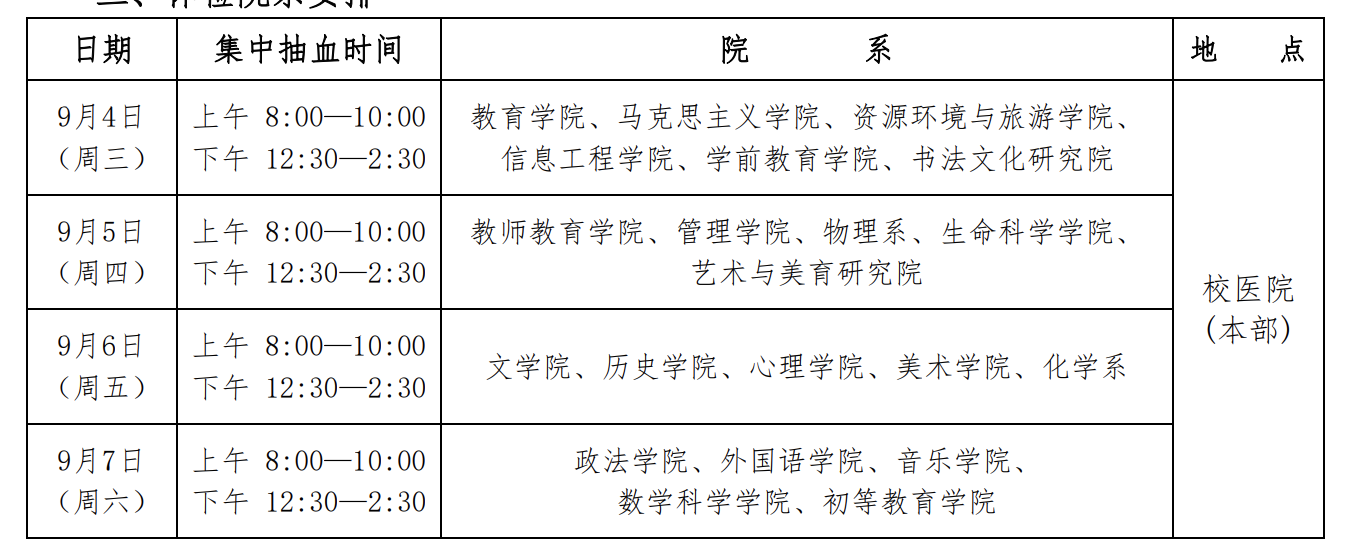 日期 集中抽血时间 院 系 地 点
9月4日
（周三）
上午 8:00—10:00
下午 12:30—2:30
教育学院、马克思主义学院、资源环境与旅游学院、
信息工程学院、学前教育学院、书法文化研究院
9月5日
（周四）
上午 8:00—10:00
下午 12:30—2:30
教师教育学院、管理学院、物理系、生命科学学院、
艺术与美育研究院
校医院
(本部)
9月6日
（周五）
上午 8:00—10:00
下午 12:30—2:30
文学院、历史学院、心理学院、美术学院、化学系
9月7日
（周六）
上午 8:00—10:00
下午 12:30—2:30
政法学院、外国语学院、音乐学院、
数学科学学院、初等教育学院